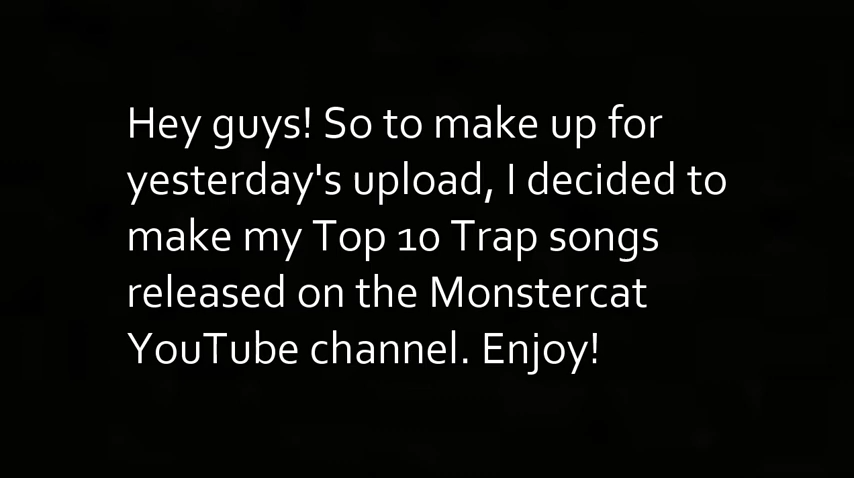 Hey guys! So to make up for
yesterday's upload, I decided to
make my Top 10 Trap songs
released on the Monstercat
YouTube channel. Enjoy!